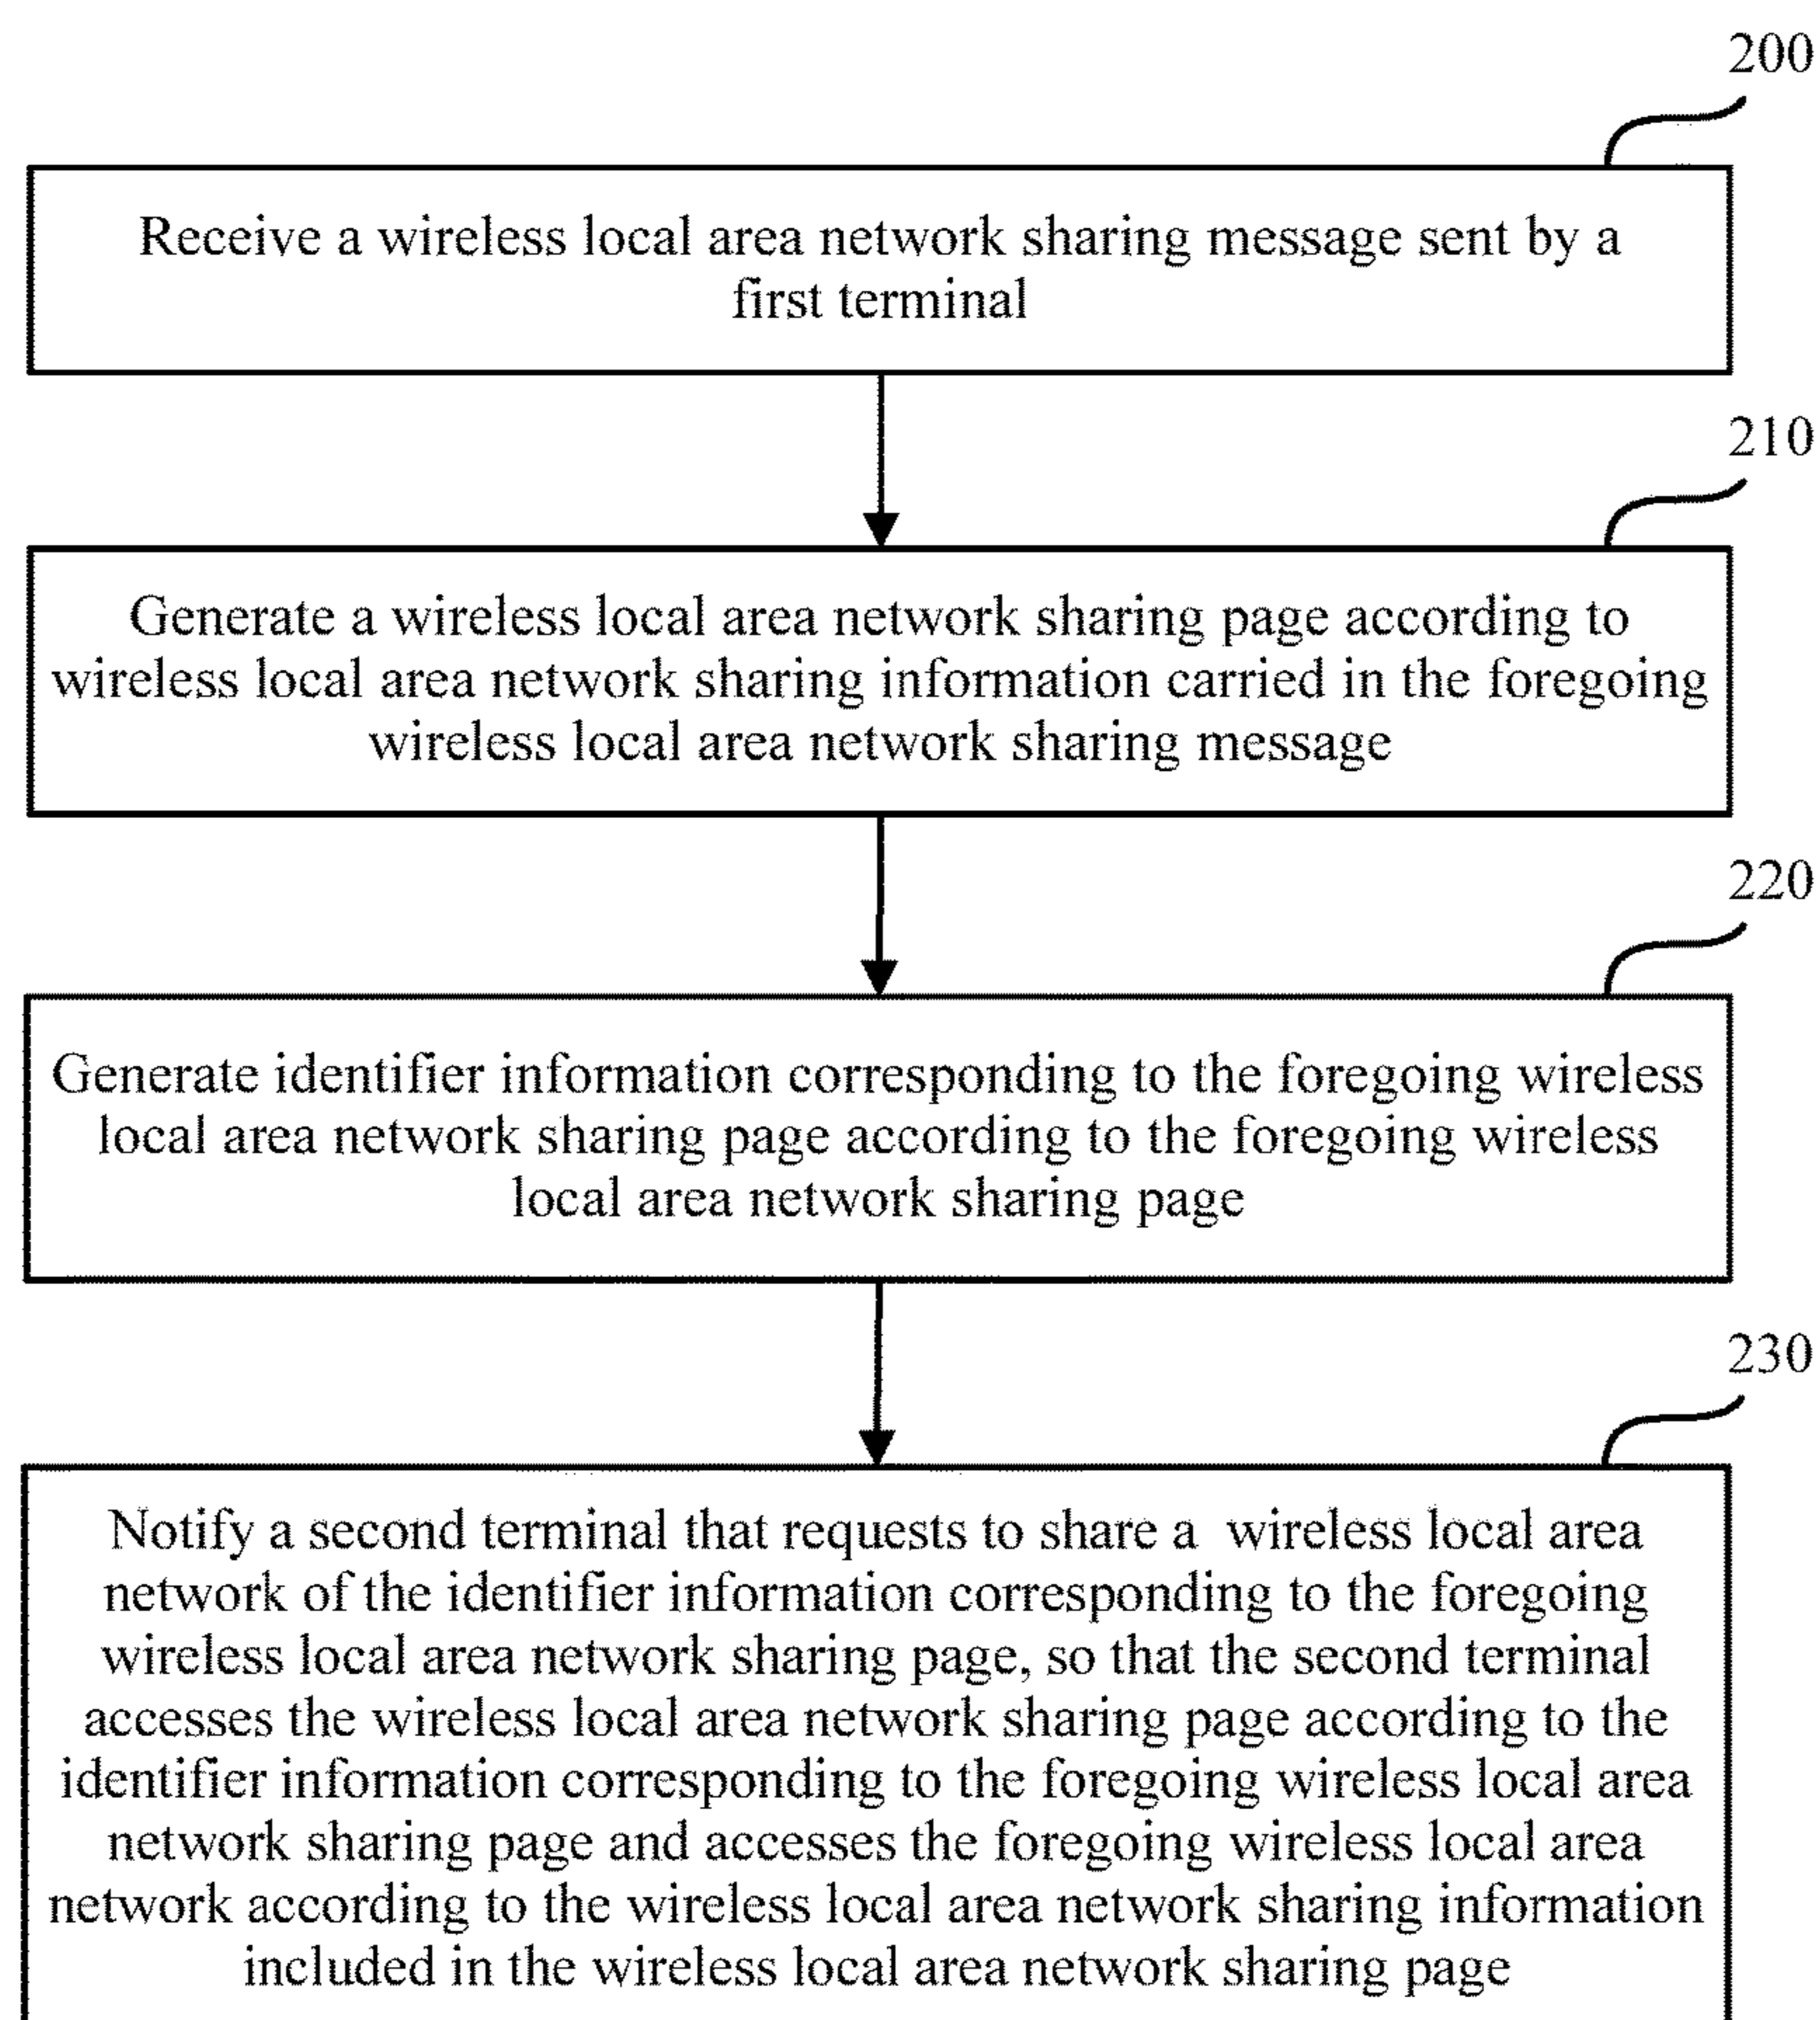 200
Receive a wireless local area network sharing message sent by a
first terminal
210
Generate a wireless local area network sharing page according to
wireless local area network sharing information carried in the foregoing
wireless local area network sharing message
220
Generate identifier information corresponding to the foregoing wireless
local area network sharing page according to the foregoing wireless
local area network sharing page
230
Notify a second terminal that requests to share a wireless local area
network of the identifier information corresponding to the foregoing
wireless local area network sharing page, so that the second terminal
accesses the wireless local area network sharing page according to the
identifier information corresponding to the foregoing wireless local area
network sharing page and accesses the foregoing wireless local area
network according to the wireless local area network sharing information
included in the wireless local area network sharing page